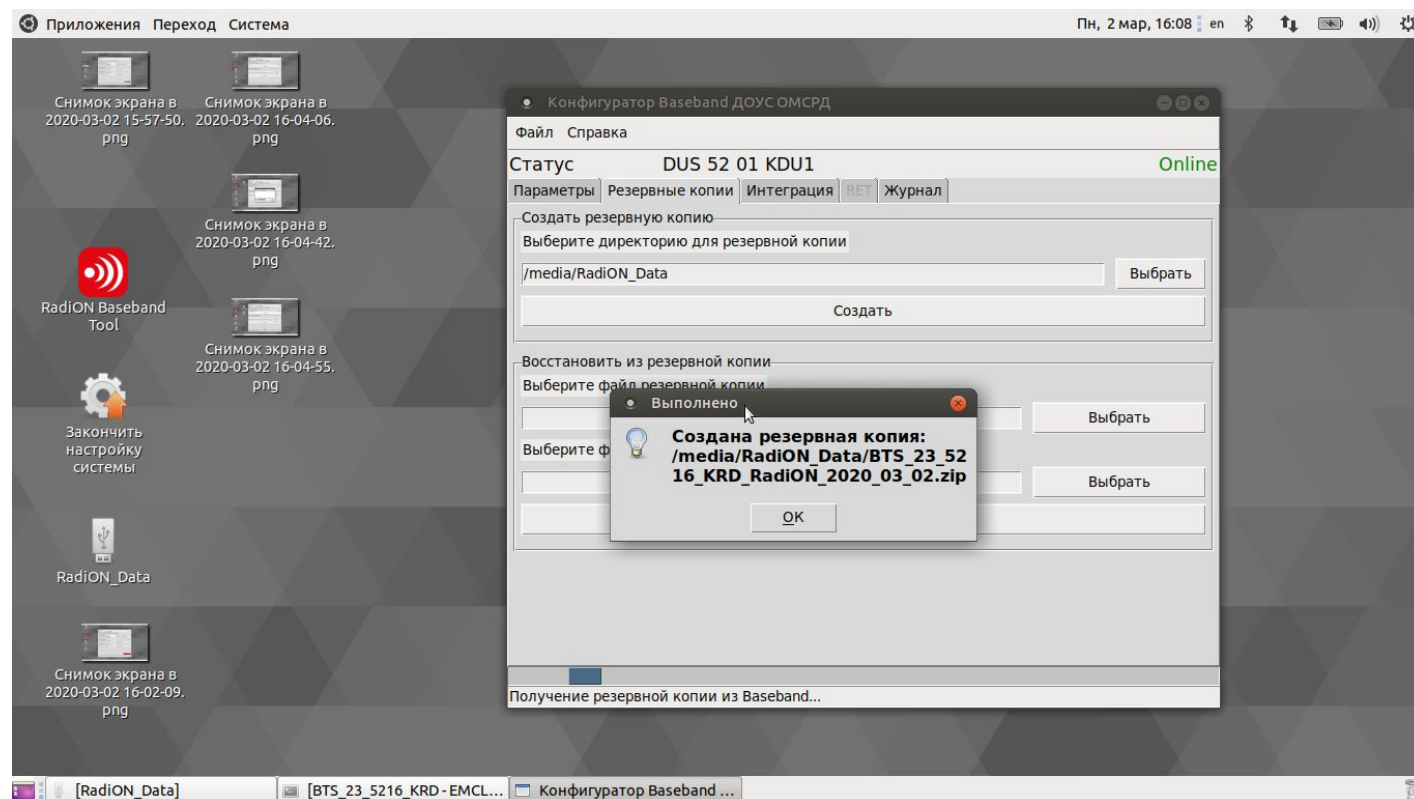 Приложения Переход Система
Пн, 2 мар, 16:08 en
Снимок экрана в
2020-03-02 15-57-50.
png
Снимок экрана в
2020-03-02 16-04-06.
png
Снимок экрана в
2020-03-02 16-04-42.
png
RadiON Baseband
Tool
Снимок экрана в
2020-03-02 16-04-55.
png
Закончить
настройку
системы
RadiON_Data
Снимок экрана в
2020-03-02 16-02-09.
png
Конфигуратор Baseband ДОУС ОМСРД
Файл Справка
Статус DUS 52 01 KDU1 Online
Параметры Резервные копии Интеграция RET Журнал
Создать резервную копию
Выберите директорию для резервной копии
/media/RadiON_Data Выбрать
Создать
Восстановить из резервной копии
Выберите файл резервной копии
Выбрать
Выберите ф
Выбрать
Выполнено
Создана резервная копия:
/media/RadiON_Data/BTS_23_52
16_KRD_RadiON_2020_03_02.zip
OK
Получение резервной копии из Baseband...
[RadiON_Data] [BTS_23_5216_KRD - EMCL... Конфигуратор Baseband ...